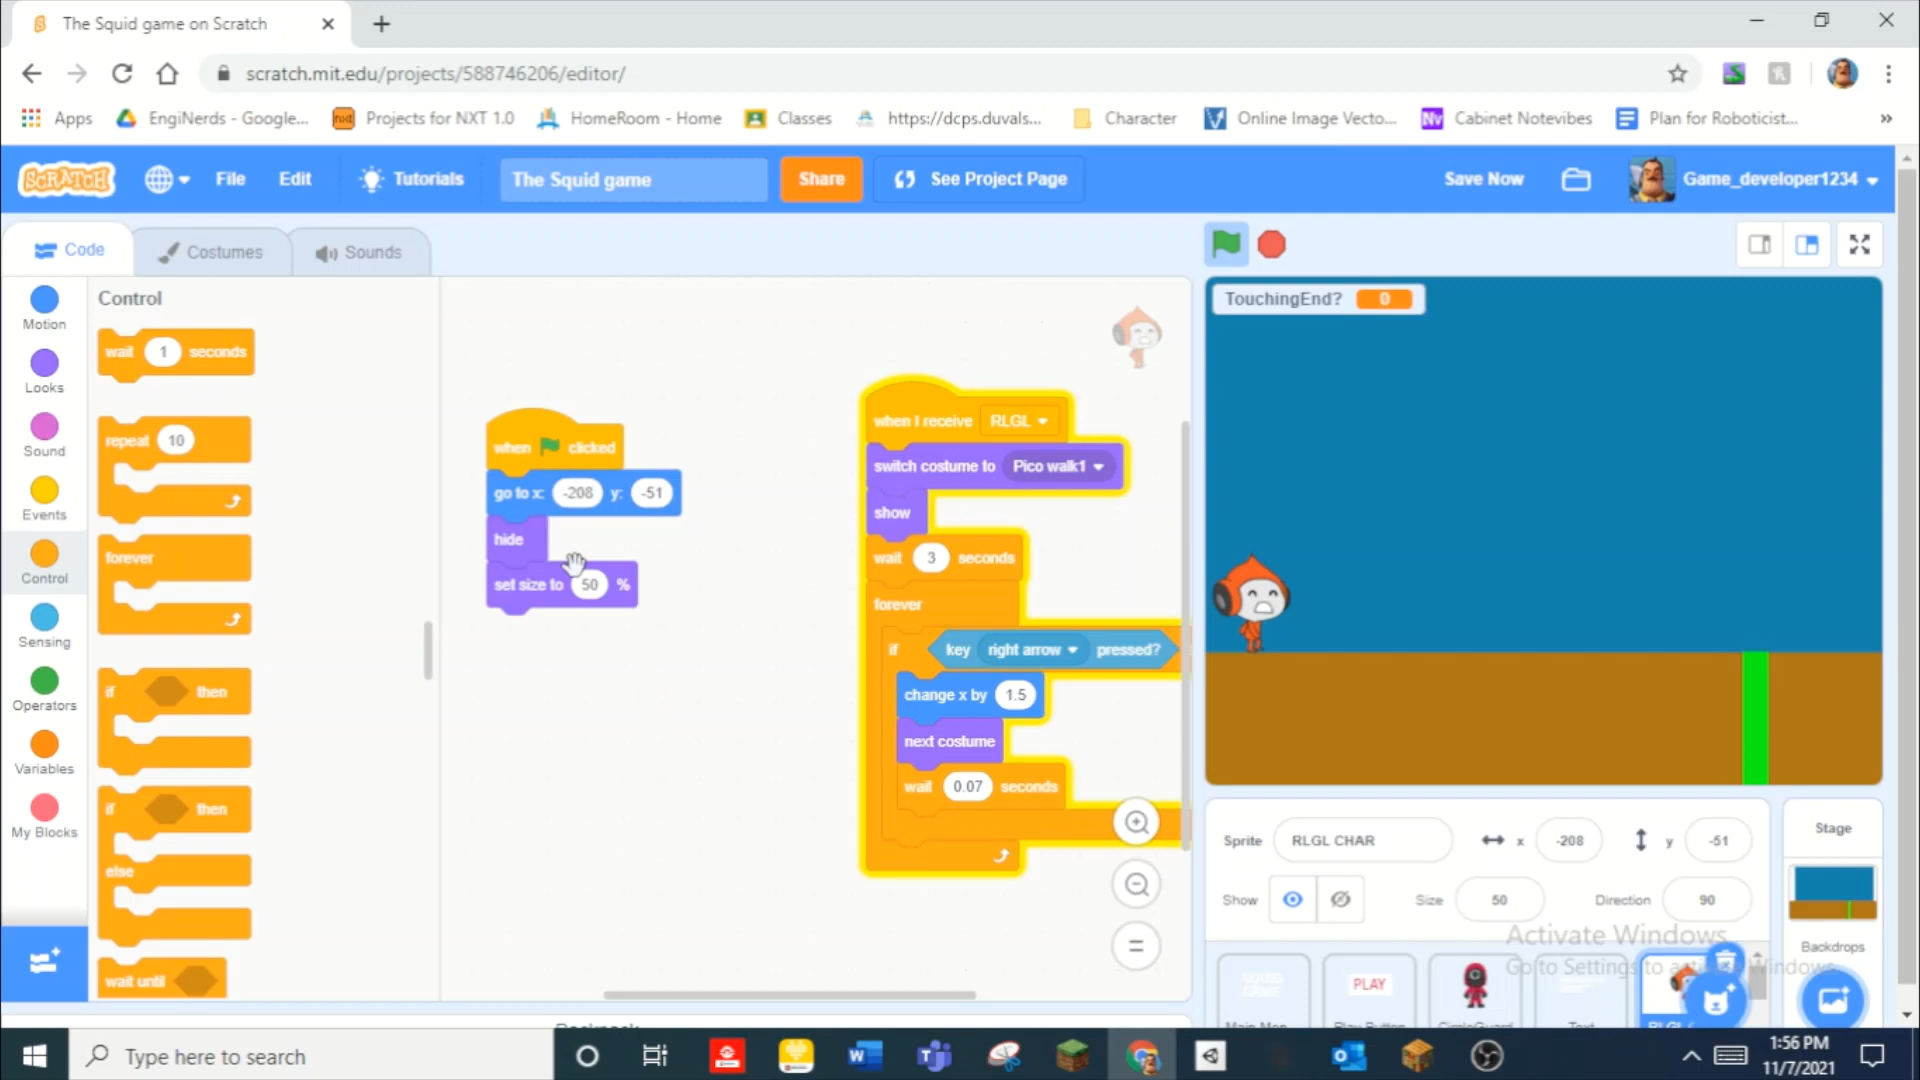 The Squid game on Scratch
scratch.mit.edu/projects/588746206/editor/
Apps
EngiNerds - Google...
Projects for NXT 1.0
HomeRoom - Home
Classes
https://dcps.duvals...
Character
Online Image Vecto...
Cabinet Notevibes
Plan for Roboticist...
SCRATCH
File
Edit
Tutorials
The Squid game
Share
See Project Page
Save Now
Game_developer1234
Code
Costumes
Sounds
Motion
Looks
Sound
Events
Control
Sensing
Operators
Variables
My Blocks
Control
wait 1 seconds
repeat 10
forever
if then
if then
else
wait until
when clicked
go to x: -208 y: -51
hide
set size to 50 %
when I receive RLGL
switch costume to Pico walk1
show
wait 3 seconds
forever
if key right arrow pressed?
change x by 1.5
next costume
wait 0.07 seconds
TouchingEnd? 0
Sprite RLGL CHAR x -208 y -51
Show Size 50 Direction 90
Stage
Backdrops
Activate Windows
Go to Settings to activate Windows.
PLAY
Type here to search
1:56 PM
11/7/2021